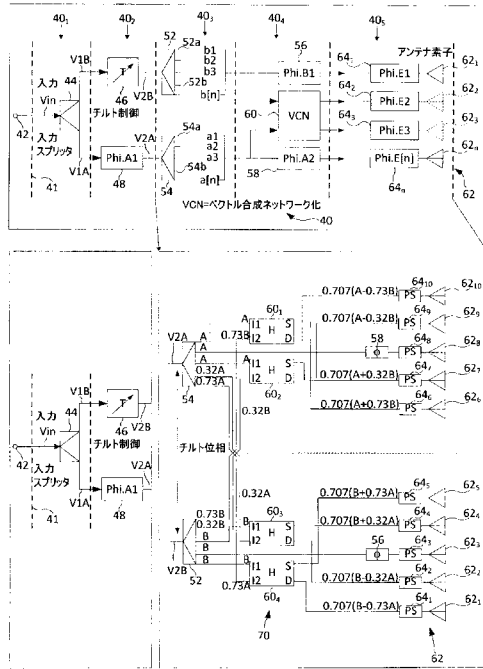 40₁
40₂
40₃
40₄
40₅
アンテナ素子
V1B
入力
Vin
44
42
入力
スプリッタ
41
V1A
T
46
V2B
チルト制御
V2A
Phi.A1
48
52
52a
52b
b1
b2
b3
b[n]
54a
54b
54
a1
a2
a3
a[n]
56
Phi.B1
60
VCN
Phi.A2
58
VCN=ベクトル合成ネットワーク化
40
64₁
Phi.E1
62₁
64₂
Phi.E2
62₂
64₃
Phi.E3
62₃
Phi.E[n]
64ₙ
62ₙ
62
V1B
入力
Vin
44
42
入力
スプリッタ
41
V1A
T
46
V2B
チルト制御
V2A
Phi.A1
48
V2A
54
A
A
A
0.32A
0.73A
A
0.73B
A
0.32B
60₁
I1
I2
H
S
D
60₂
I1
I2
H
S
D
58
Φ
0.707(A-0.73B)
0.707(A-0.32B)
0.707(A+0.32B)
0.707(A+0.73B)
64₁₀
PS
62₁₀
64₉
PS
62₉
64₈
PS
62₈
64₇
PS
62₇
64₆
PS
62₆
チルト位相
V2B
52
0.73B
0.32B
B
B
B
0.32A
B
B
0.73A
60₃
I1
I2
H
S
D
60₄
I1
I2
H
S
D
56
Φ
0.707(B+0.73A)
0.707(B+0.32A)
0.707(B-0.32A)
0.707(B-0.73A)
64₅
PS
62₅
64₄
PS
62₄
64₃
PS
62₃
64₂
PS
62₂
64₁
PS
62₁
70
62